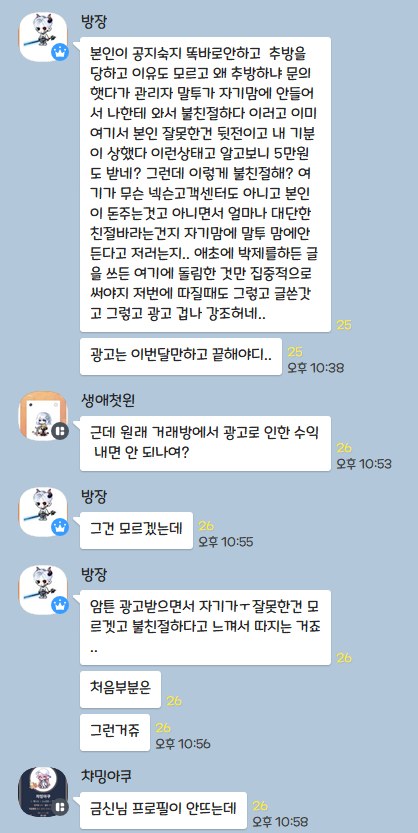 방장
본인이 공지숙지 똑바로안하고 추방을
당하고 이유도 모르고 왜 추방하냐 문의
햇다가 관리자 말투가 자기맘에 안들어
서 나한테 와서 불친절하다 이러고 이미
여기서 본인 잘못한건 뒷전이고 내 기분
이 상했다 이런상태고 알고보니 5만원
도 받네? 그런데 이렇게 불친절해? 여
기가 무슨 넥슨고객센터도 아니고 본인
이 돈주는것고 아니면서 얼마나 대단한
친절바라는건지 자기맘에 말투 맘에안
든다고 저러는지.. 애초에 박제를하든 글
을 쓰든 여기에 돌림한 것만 집중적으로
써야지 저번에 따질때도 그렇고 글쓴갓
고 그렇고 광고 겁나 강조허네..
25
광고는 이번달만하고 끝해야디..
25
오후 10:38
생애첫윈
근데 원래 거래방에서 광고로 인한 수익
내면 안 되나여?
26
오후 10:53
방장
그건 모르겠는데
26
오후 10:55
방장
암튼 광고받으면서 자기가ㅜ잘못한건 모
르겟고 불친절하다고 느껴서 따지는 거죠
..
26
처음부분은
26
그런거쥬
26
오후 10:56
챠밍아쿠
금신님 프로필이 안뜨는데
26
오후 10:58